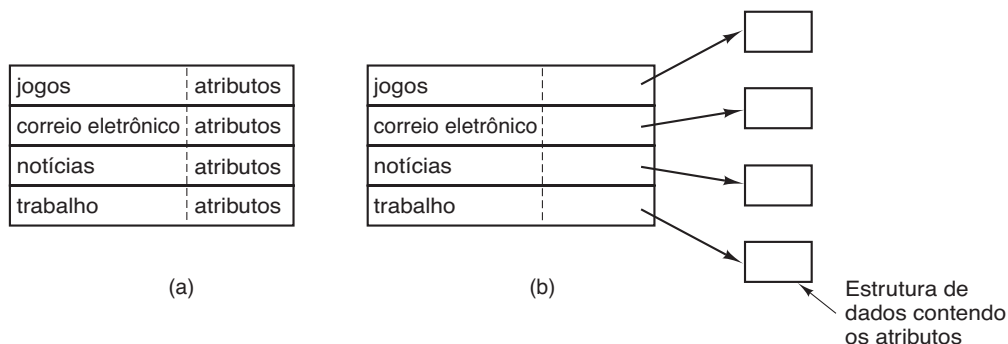 jogos atributos
correio eletrônico atributos
notícias atributos
trabalho atributos
(a)
jogos
correio eletrônico
notícias
trabalho
(b)
Estrutura de
dados contendo
os atributos